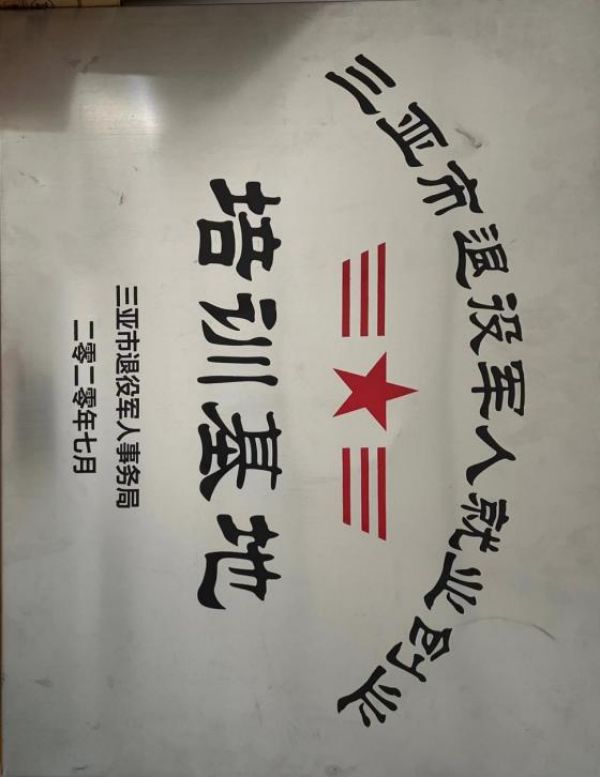 三亚市退役军人就业创业
培训基地
三亚市退役军人事务局
二零二零年七月